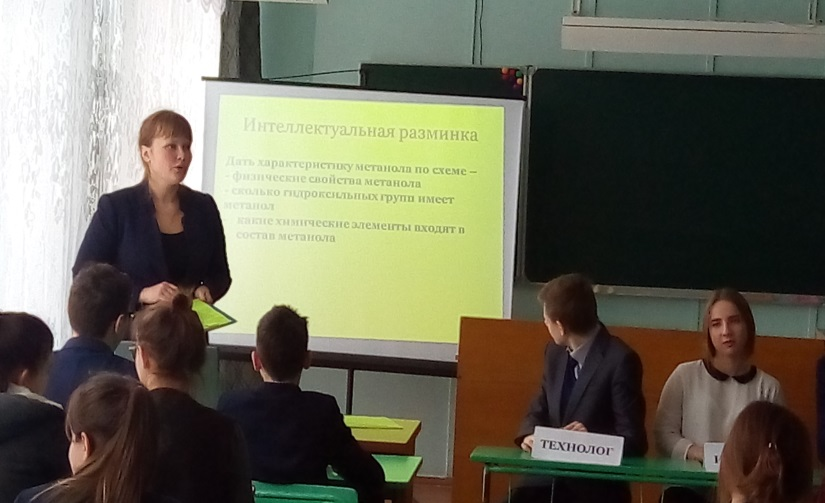 Интеллектуальная разминка
Дать характеристику метанола по схеме –
- физические свойства метанола
- сколько гидроксильных групп имеет
метанол
- какие химические элементы входят в
состав метанола
ТЕХНОЛОГ